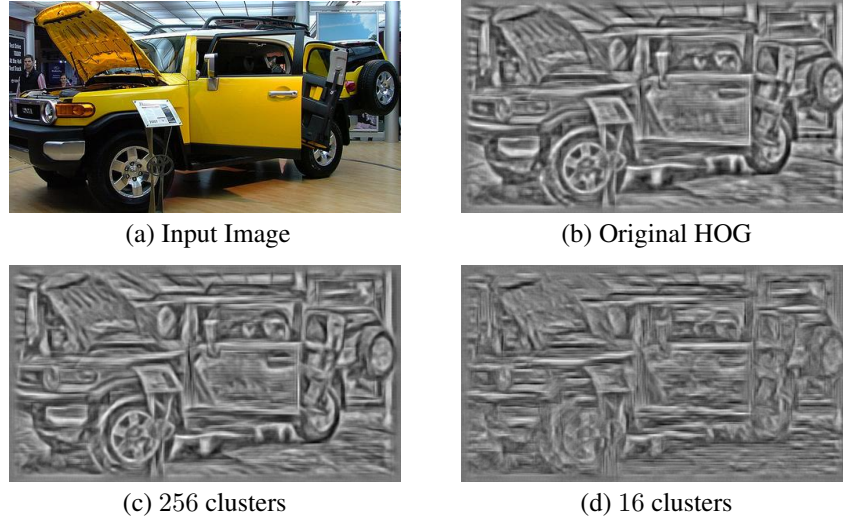 (a) Input Image
(b) Original HOG
(c) 256 clusters
(d) 16 clusters